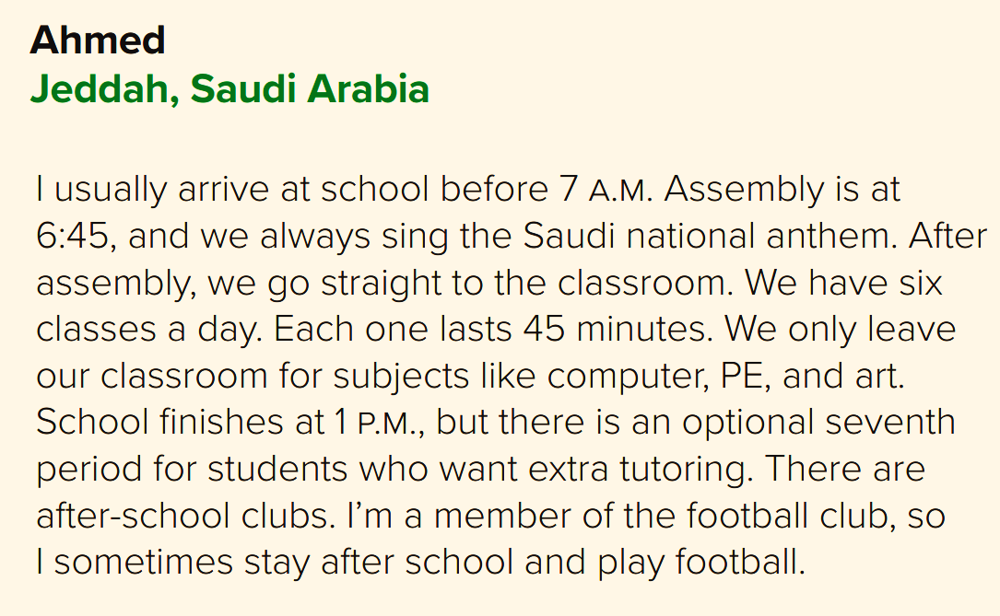 Ahmed
Jeddah, Saudi Arabia
I usually arrive at school before 7 A.M. Assembly is at
6:45, and we always sing the Saudi national anthem. After
assembly, we go straight to the classroom. We have six
classes a day. Each one lasts 45 minutes. We only leave
our classroom for subjects like computer, PE, and art.
School finishes at 1 P.M., but there is an optional seventh
period for students who want extra tutoring. There are
after-school clubs. I’m a member of the football club, so
I sometimes stay after school and play football.